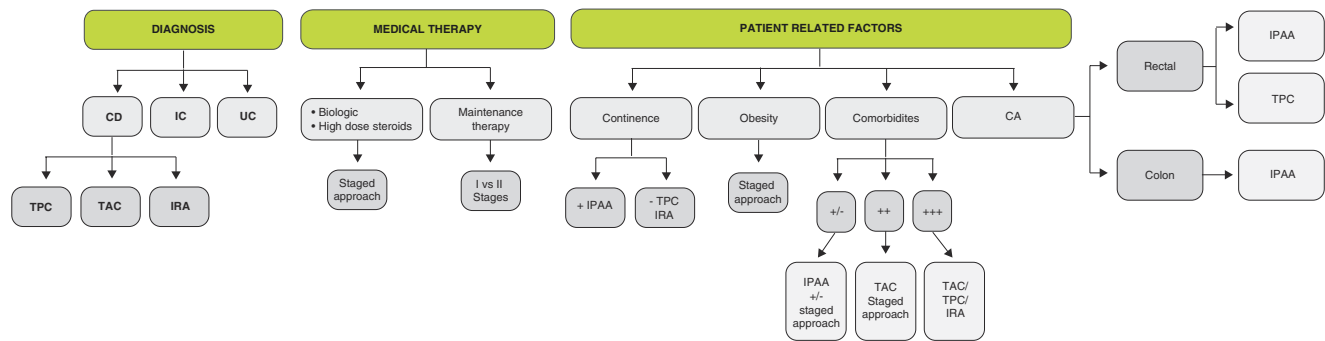 DIAGNOSIS
CD
IC
UC
TPC
TAC
IRA
MEDICAL THERAPY
• Biologic
• High dose steroids
Maintenance
therapy
Staged
approach
I vs II
Stages
PATIENT RELATED FACTORS
Continence
Obesity
Comorbidites
CA
+ IPAA
- TPC
IRA
Staged
approach
+/-
++
+++
IPAA
+/-
staged
approach
TAC
Staged
approach
TAC/
TPC/
IRA
Rectal
IPAA
TPC
Colon
IPAA